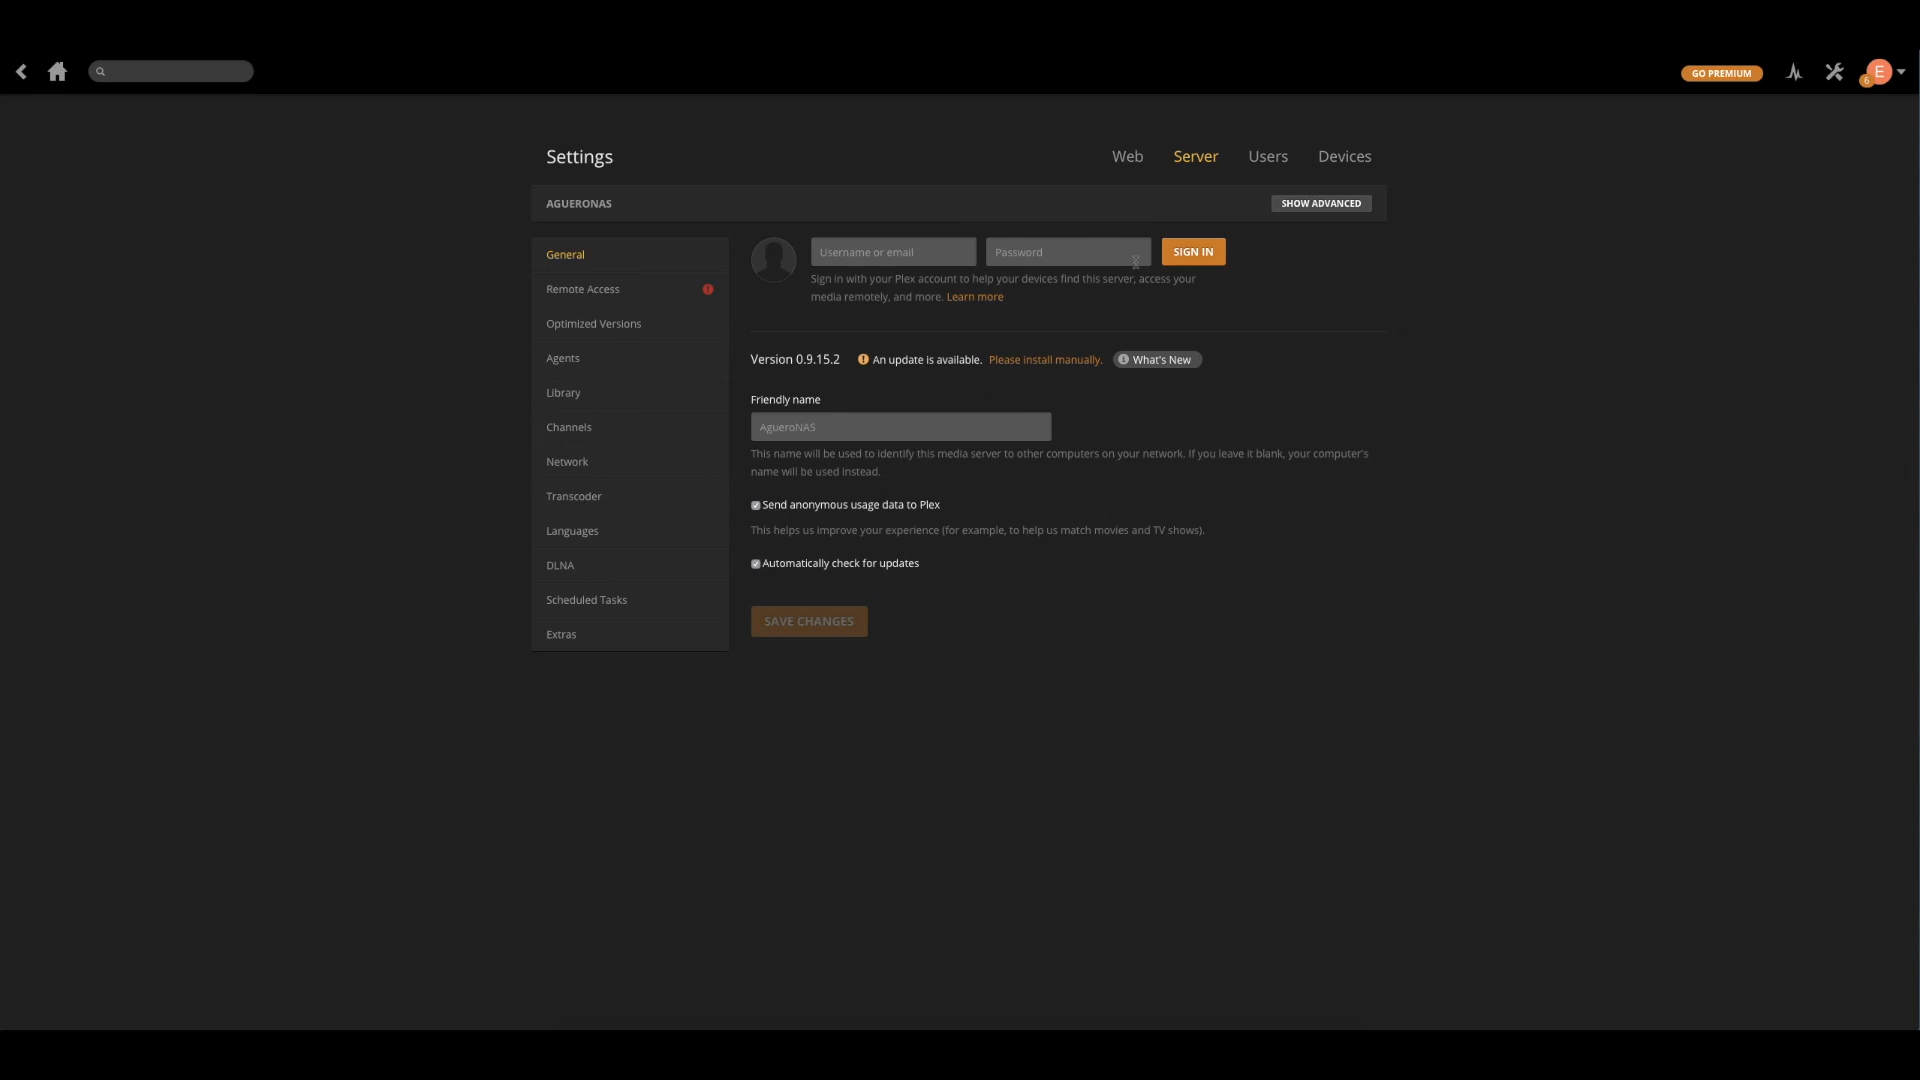 GO PREMIUM
E
6
Settings
Web
Server
Users
Devices
AGUERONAS
SHOW ADVANCED
General
Remote Access
Optimized Versions
Agents
Library
Channels
Network
Transcoder
Languages
DLNA
Scheduled Tasks
Extras
Username or email
Password
SIGN IN
Sign in with your Plex account to help your devices find this server, access your
media remotely, and more. Learn more
Version 0.9.15.2
An update is available. Please install manually.
What's New
Friendly name
AgueroNAS
This name will be used to identify this media server to other computers on your network. If you leave it blank, your computer's
name will be used instead.
Send anonymous usage data to Plex
This helps us improve your experience (for example, to help us match movies and TV shows).
Automatically check for updates
SAVE CHANGES